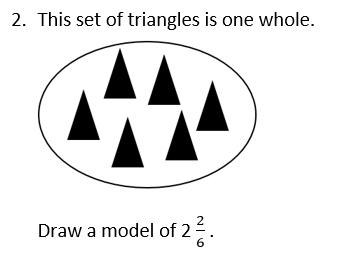 2. This set of triangles is one whole.
Draw a model of 2 2/6 .